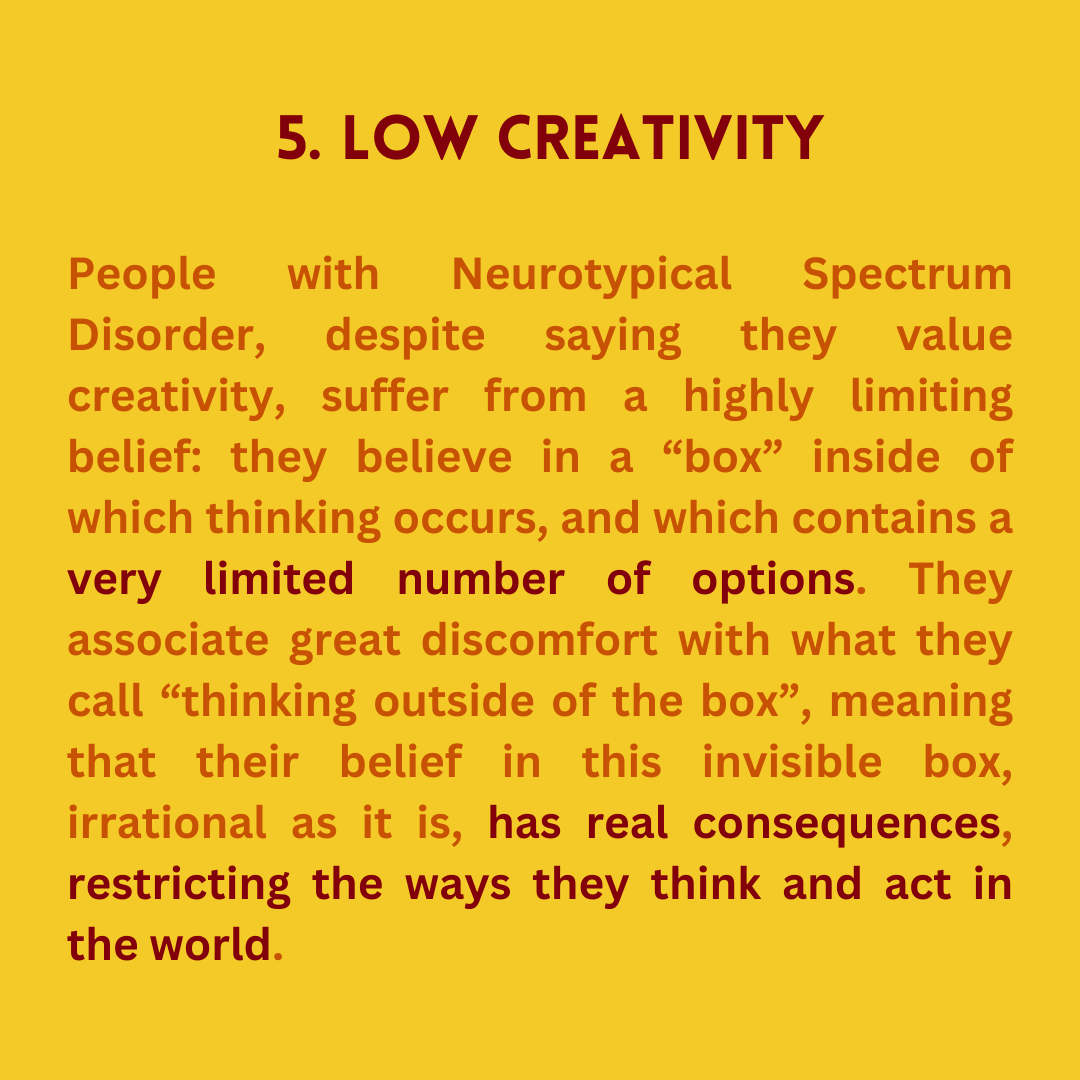 5. LOW CREATIVITY
People with Neurotypical Spectrum
Disorder, despite saying they value
creativity, suffer from a highly limiting
belief: they believe in a “box” inside of
which thinking occurs, and which contains a
very limited number of options. They
associate great discomfort with what they
call “thinking outside of the box”, meaning
that their belief in this invisible box,
irrational as it is, has real consequences,
restricting the ways they think and act in
the world.